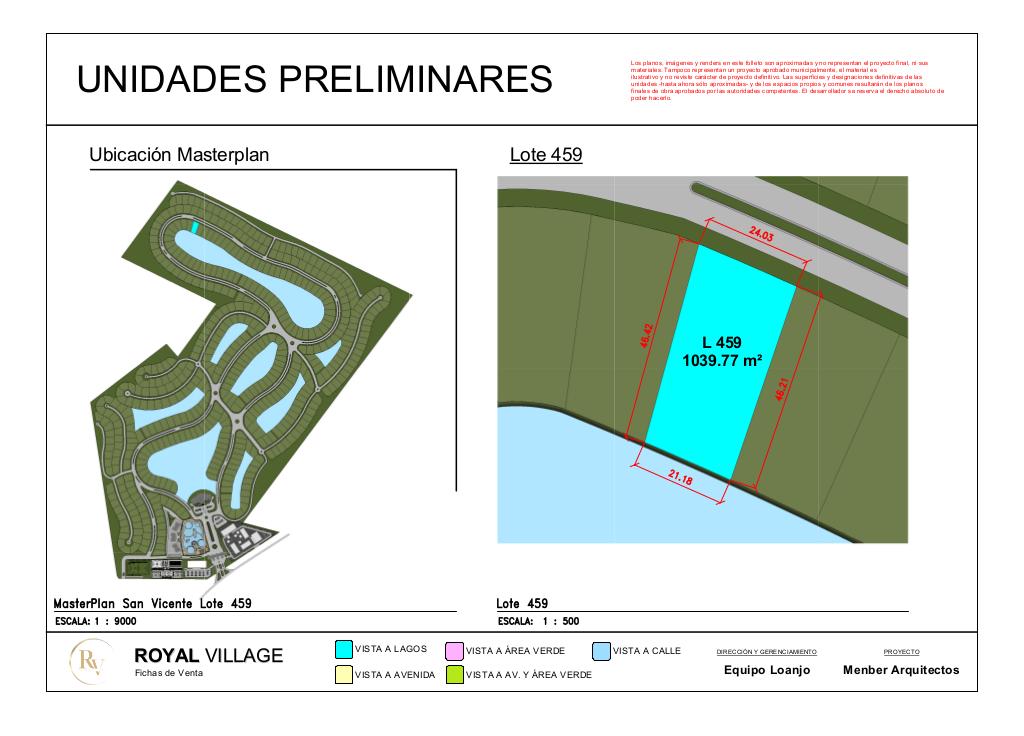 UNIDADES PRELIMINARES
Los planos, imágenes y renders en este folleto son aproximadas y no representan el proyecto final, ni sus
materiales. Tampoco representan un proyecto aprobado municipalmente, el material es
ilustrativo y no reviste carácter de proyecto definitivo. Las superficies y designaciones definitivas de las
unidades -hasta ahora sólo aproximadas- y de los espacios propios y comunes resultarán de los planos
finales de obra aprobados por las autoridades competentes. El desarrollador se reserva el derecho absoluto de
poder hacerlo.
Ubicación Masterplan
Lote 459
24.03
46.42
L 459
1039.77 m²
46.21
21.18
MasterPlan San Vicente Lote 459
ESCALA: 1 : 9000
Lote 459
ESCALA: 1 : 500
RV
ROYAL VILLAGE
Fichas de Venta
VISTA A LAGOS
VISTA A ÁREA VERDE
VISTA A CALLE
VISTA A AVENIDA
VISTA A AV. Y ÁREA VERDE
DIRECCIÓN Y GERENCIAMIENTO
Equipo Loanjo
PROYECTO
Menber Arquitectos